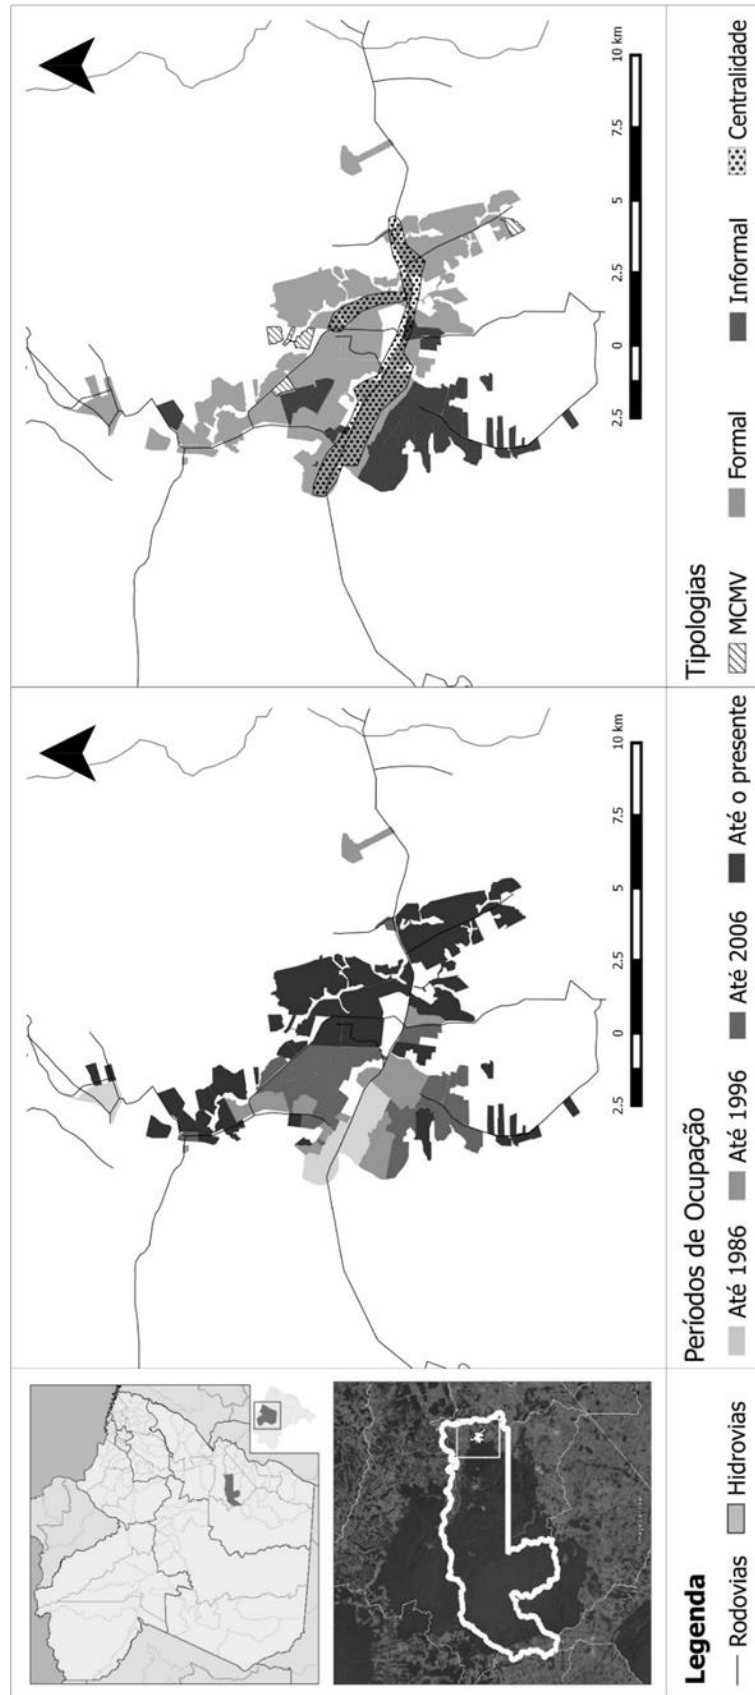 2.5 0 2.5 5 7.5 10 km
2.5 0 2.5 5 7.5 10 km
Legenda
Rodovias Hidrovias
Períodos de Ocupação
Até 1986 Até 1996 Até 2006 Até o presente
Tipologias
MCMV Formal Informal Centralidade